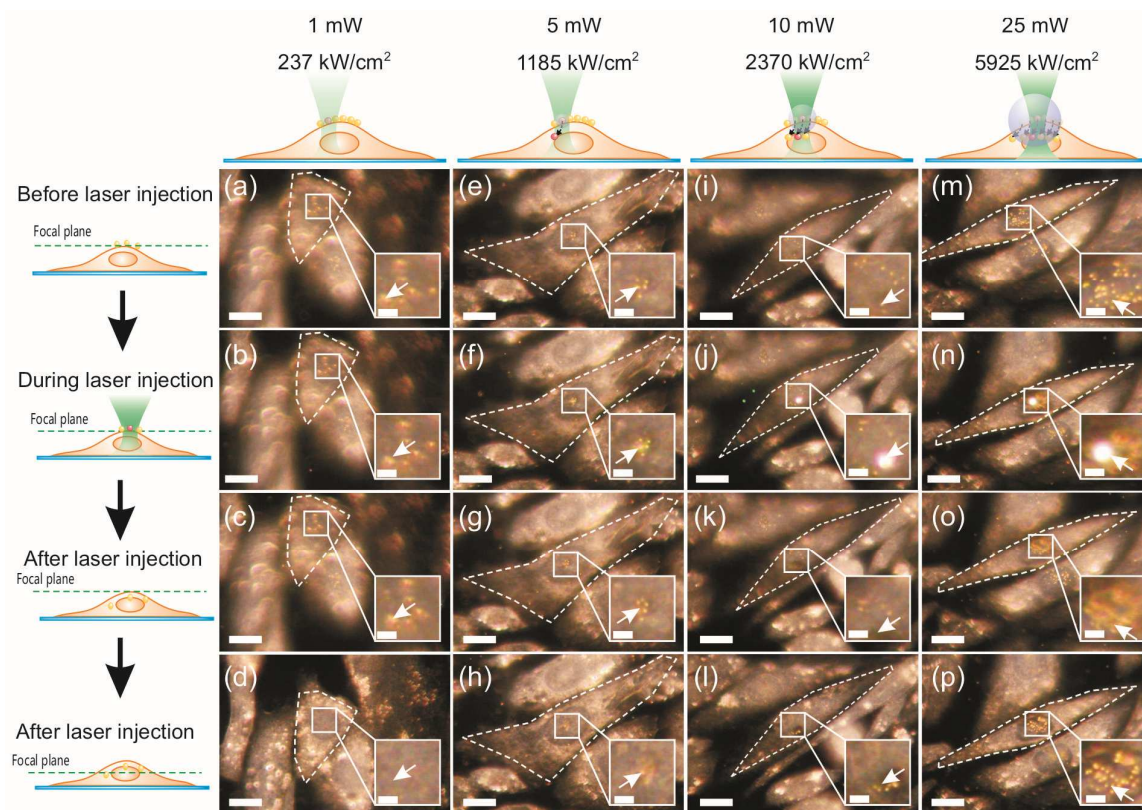 1 mW 5 mW 10 mW 25 mW
237 kW/cm² 1185 kW/cm² 2370 kW/cm² 5925 kW/cm²
Before laser injection
Focal plane
(a) (e) (i) (m)
During laser injection
Focal plane
(b) (f) (j) (n)
After laser injection
Focal plane
(c) (g) (k) (o)
After laser injection
Focal plane
(d) (h) (l) (p)